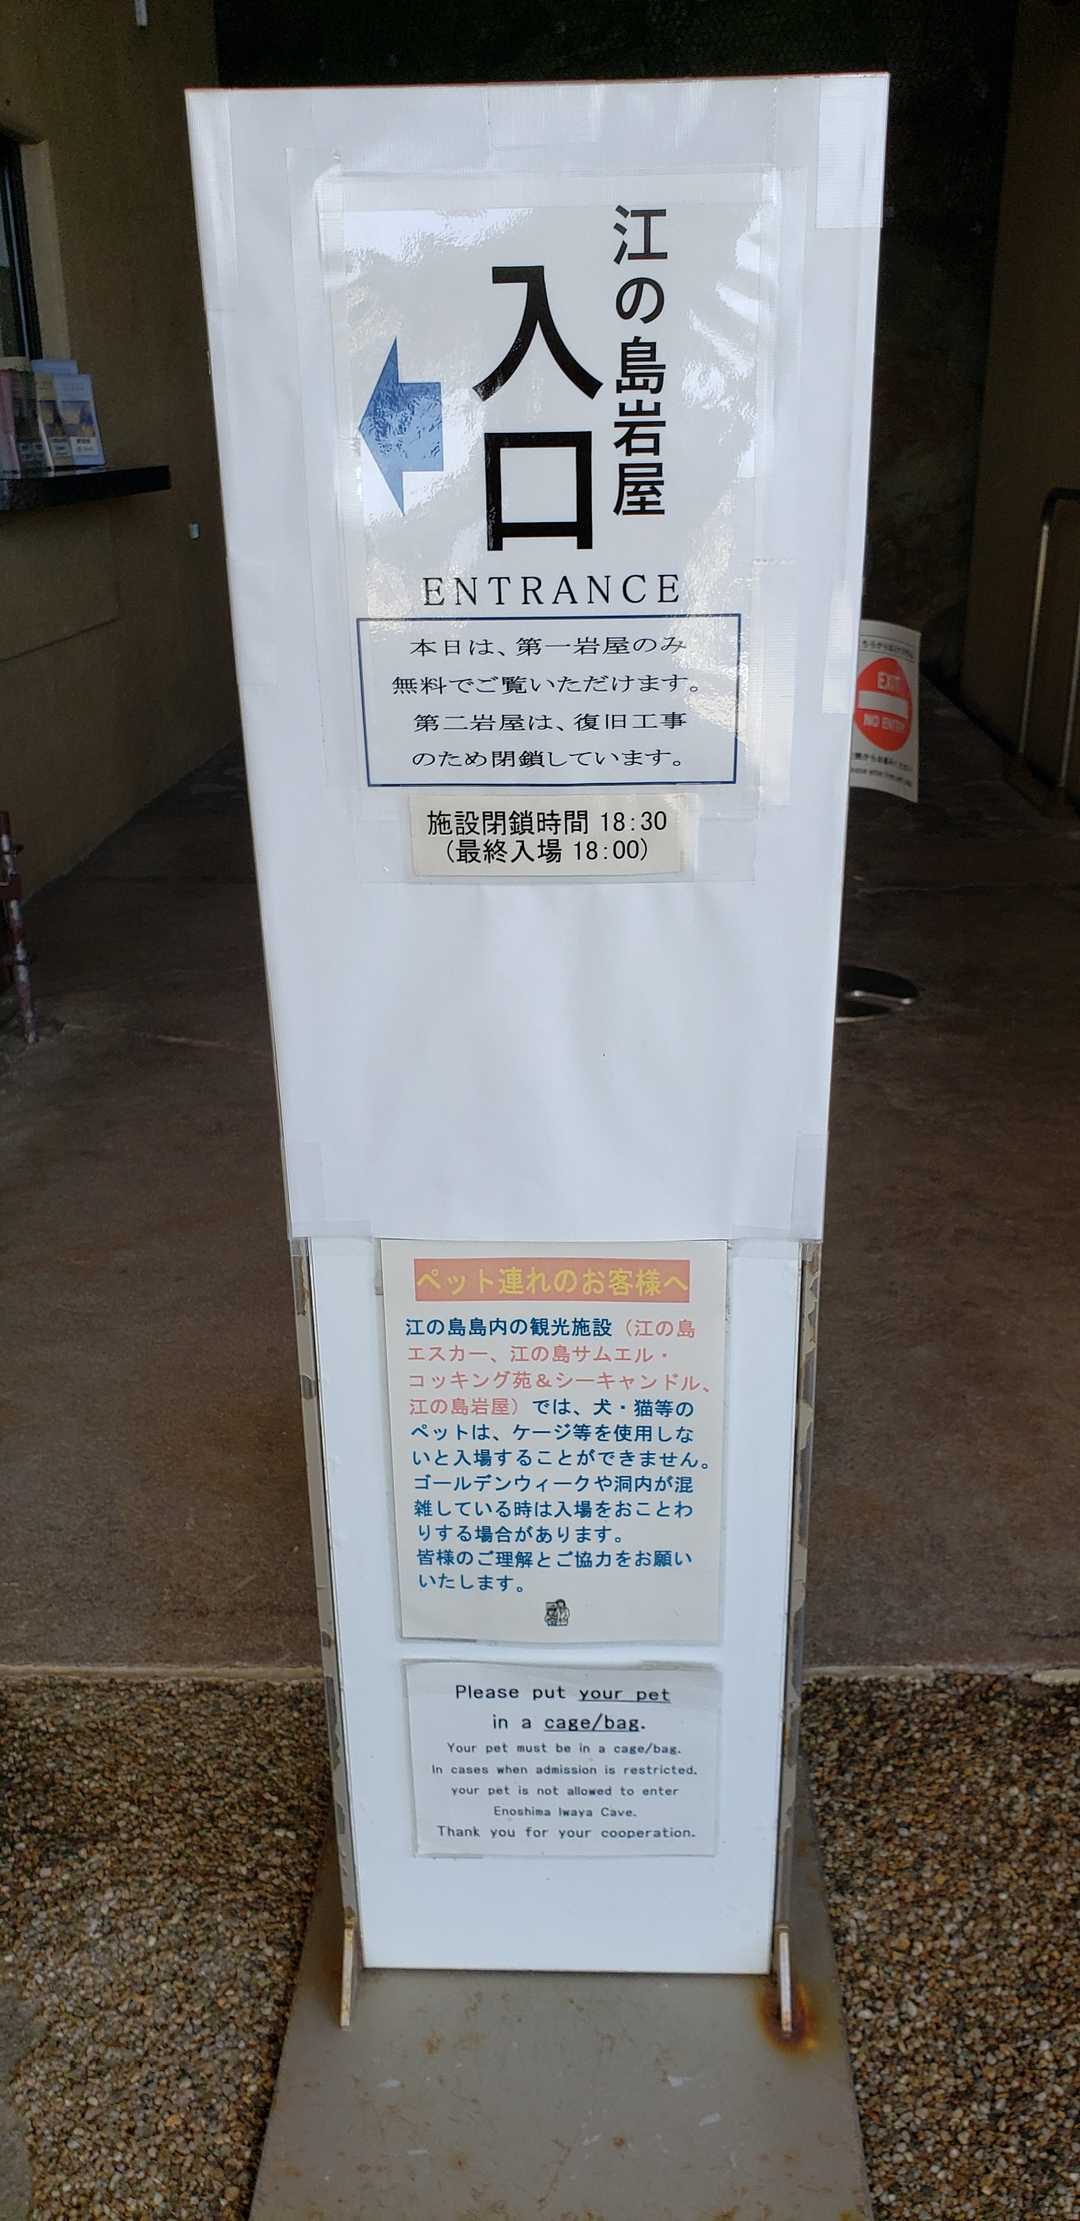 江の島岩屋
入口
ENTRANCE
本日は、第一岩屋のみ
無料でご覧いただけます。
第二岩屋は、復旧工事
のため閉鎖しています。
施設閉鎖時間 18:30
(最終入場 18:00)
EXIT
NO ENTRY
ペット連れのお客様へ
江の島島内の観光施設（江の島
エスカー、江の島サムエル・
コッキング苑＆シーキャンドル、
江の島岩屋）では、犬・猫等の
ペットは、ケージ等を使用しな
いと入場することができません。
ゴールデンウィークや洞内が混
雑している時は入場をおことわ
りする場合があります。
皆様のご理解とご協力をお願い
いたします。
Please put your pet
in a cage/bag.
Your pet must be in a cage/bag.
In cases when admission is restricted.
your pet is not allowed to enter
Enoshima Iwaya Cave.
Thank you for your cooperation.